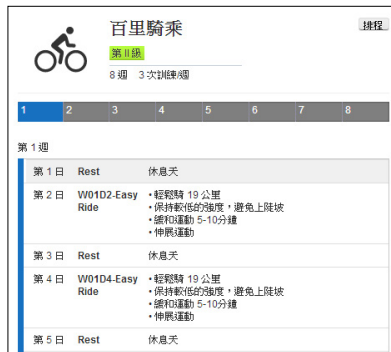 百里騎乘
排程
第 II 級
8 週 3 次訓練/週
1 2 3 4 5 6 7 8
第 1 週
第 1 日 Rest 休息天
第 2 日 W01D2-Easy Ride
• 輕鬆騎 19 公里
• 保持較低的強度，避免上陡坡
• 緩和運動 5-10分鐘
• 伸展運動
第 3 日 Rest 休息天
第 4 日 W01D4-Easy Ride
• 輕鬆騎 19 公里
• 保持較低的強度，避免上陡坡
• 緩和運動 5-10分鐘
• 伸展運動
第 5 日 Rest 休息天